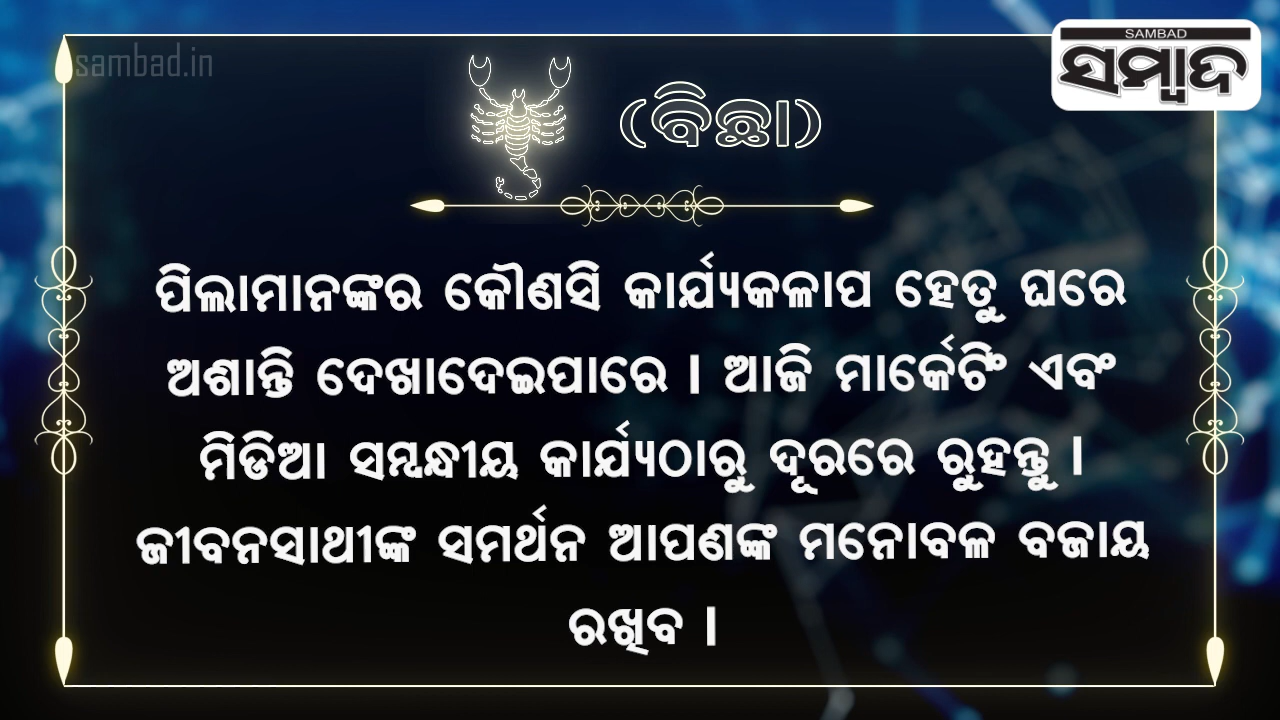 sambad.in
SAMBAD
ସମ୍ବାଦ
(ବିଛା)
ପିଲାମାନଙ୍କର କୌଣସି କାର୍ଯ୍ୟକଳାପ ହେତୁ ଘରେ
ଅଶାନ୍ତି ଦେଖାଦେଇପାରେ । ଆଜି ମାର୍କେଟିଂ ଏବଂ
ମିଡିଆ ସମ୍ବନ୍ଧୀୟ କାର୍ଯ୍ୟଠାରୁ ଦୂରରେ ରୁହନ୍ତୁ ।
ଜୀବନସାଥୀଙ୍କ ସମର୍ଥନ ଆପଣଙ୍କ ମନୋବଳ ବଜାୟ
ରଖିବ ।